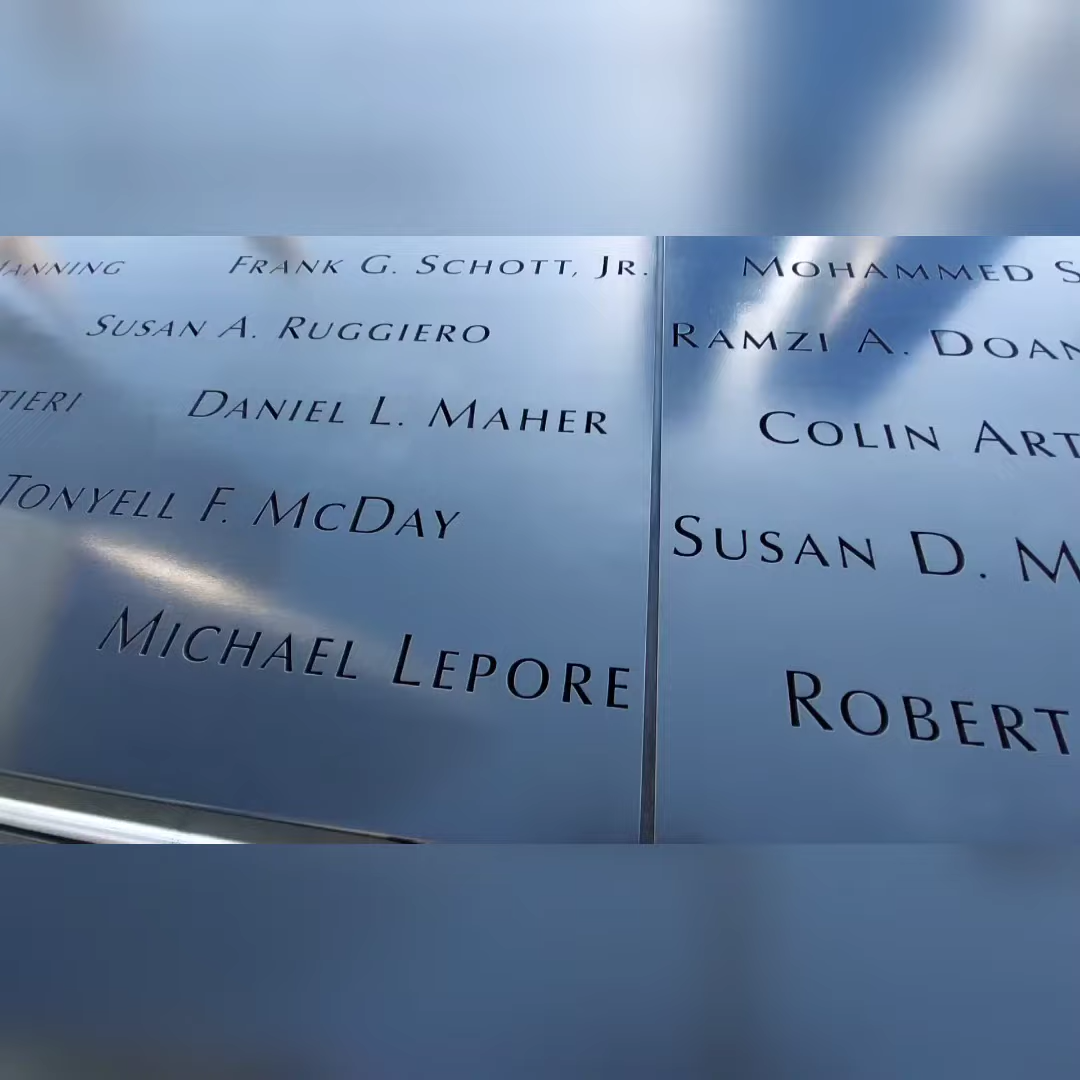 MANNING FRANK G. SCHOTT, JR. MOHAMMED S
SUSAN A. RUGGIERO RAMZI A. DOAN
TIERI DANIEL L. MAHER COLIN ART
TONYELL F. MCDAY SUSAN D. M
MICHAEL LEPORE ROBERT